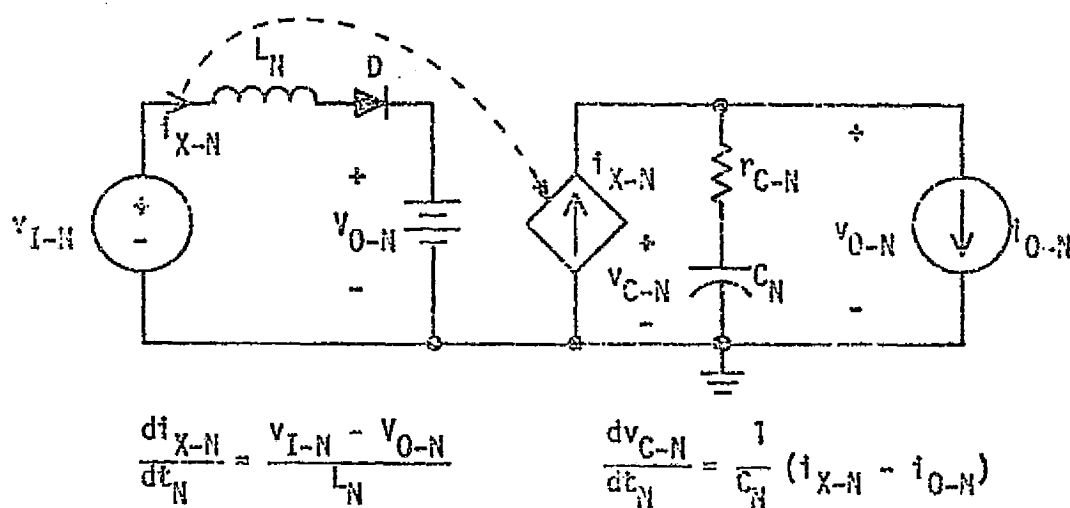 L_N D
i_X-N
i_X-N
r_C-N
+ + + +
v_I-N
-
V_O-N
-
v_C-N
-
C_N
v_O-N
-
i_O-N
di_X-N/dt_N = (v_I-N - V_O-N)/L_N
dv_C-N/dt_N = 1/C_N (i_X-N - i_O-N)